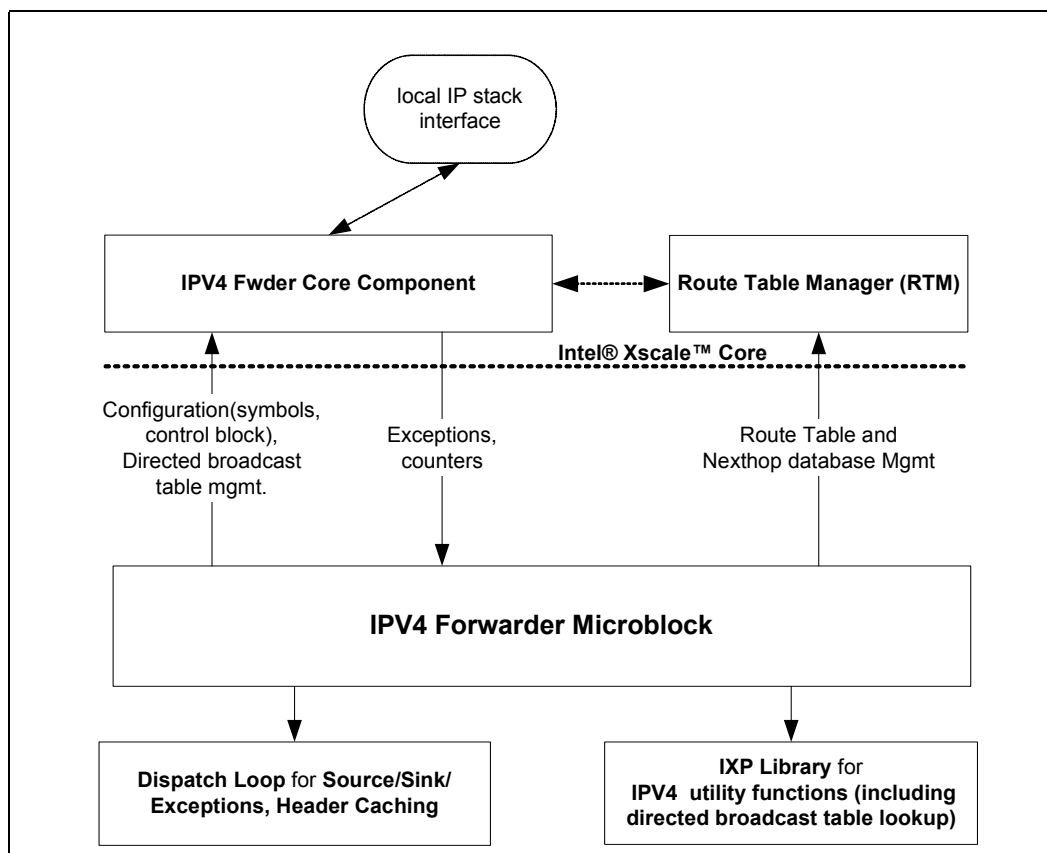 local IP stack
interface
IPV4 Fwder Core Component
Route Table Manager (RTM)
Intel® Xscale™ Core
Configuration(symbols,
control block),
Directed broadcast
table mgmt.
Exceptions,
counters
Route Table and
Nexthop database Mgmt
IPV4 Forwarder Microblock
Dispatch Loop for Source/Sink/
Exceptions, Header Caching
IXP Library for
IPV4 utility functions (including
directed broadcast table lookup)